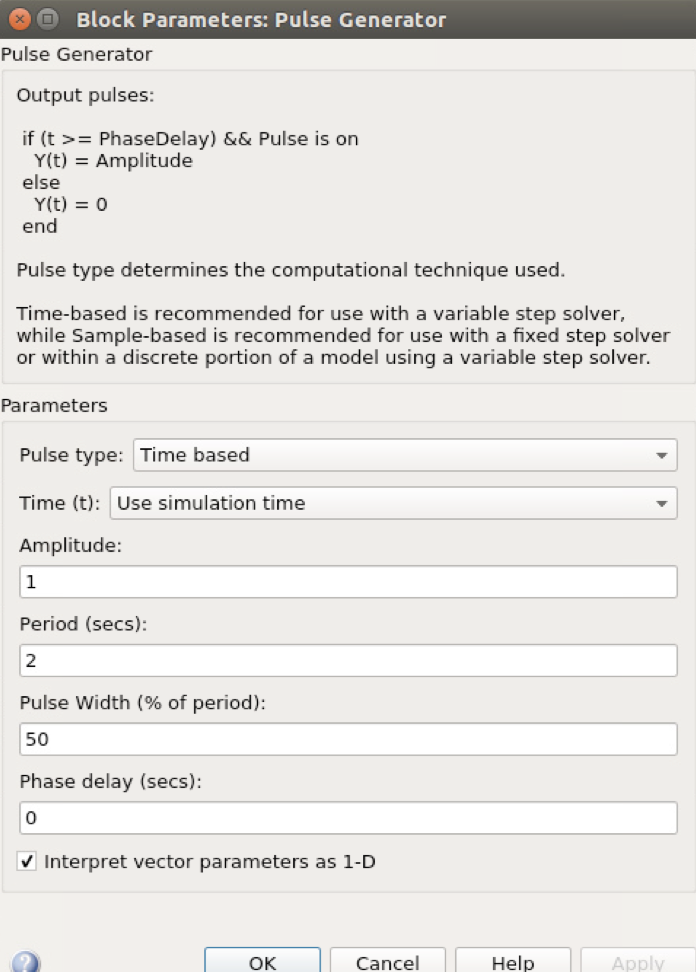 Block Parameters: Pulse Generator
Pulse Generator
Output pulses:
if (t >= PhaseDelay) && Pulse is on
Y(t) = Amplitude
else
Y(t) = 0
end
Pulse type determines the computational technique used.
Time-based is recommended for use with a variable step solver,
while Sample-based is recommended for use with a fixed step solver
or within a discrete portion of a model using a variable step solver.
Parameters
Pulse type: Time based
Time (t): Use simulation time
Amplitude:
1
Period (secs):
2
Pulse Width (% of period):
50
Phase delay (secs):
0
Interpret vector parameters as 1-D
? OK Cancel Help Apply